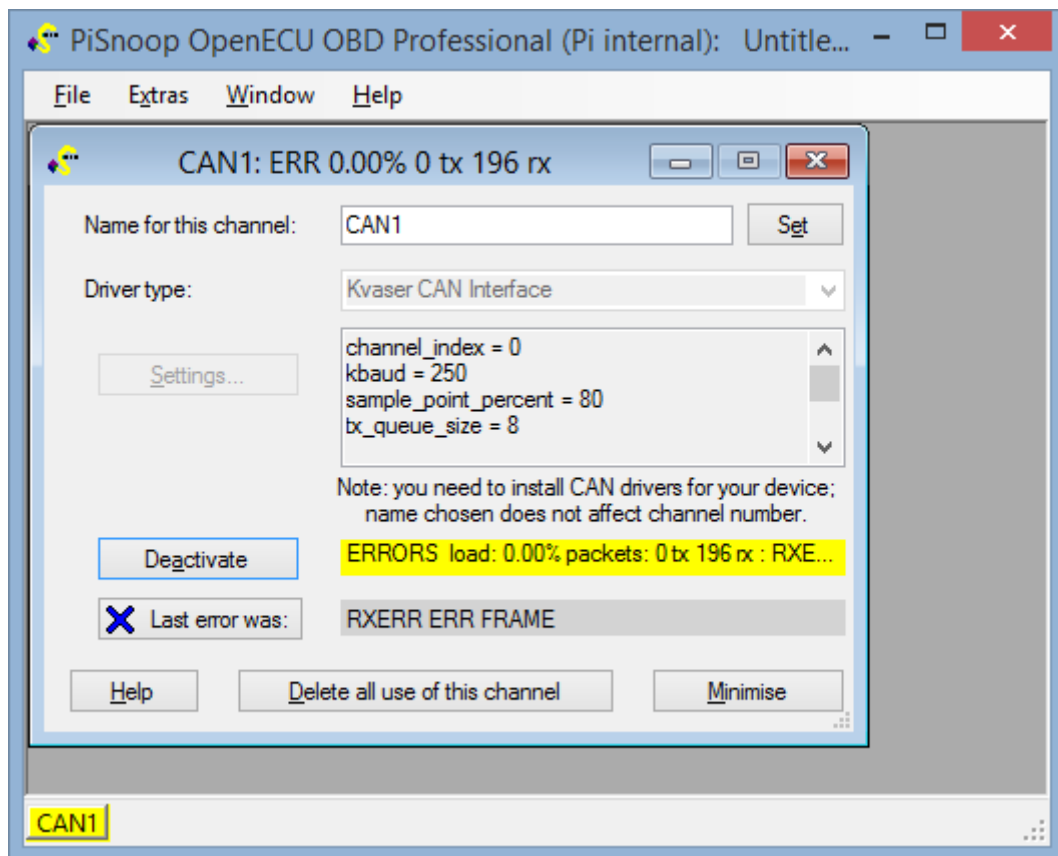 PiSnoop OpenECU OBD Professional (Pi internal): Untitle...
File Extras Window Help
CAN1: ERR 0.00% 0 tx 196 rx
Name for this channel: CAN1 Set
Driver type: Kvaser CAN Interface
Settings...
channel_index = 0
kbaud = 250
sample_point_percent = 80
tx_queue_size = 8
Note: you need to install CAN drivers for your device;
name chosen does not affect channel number.
Deactivate ERRORS load: 0.00% packets: 0 tx 196 rx : RXE...
Last error was: RXERR ERR FRAME
Help Delete all use of this channel Minimise
CAN1